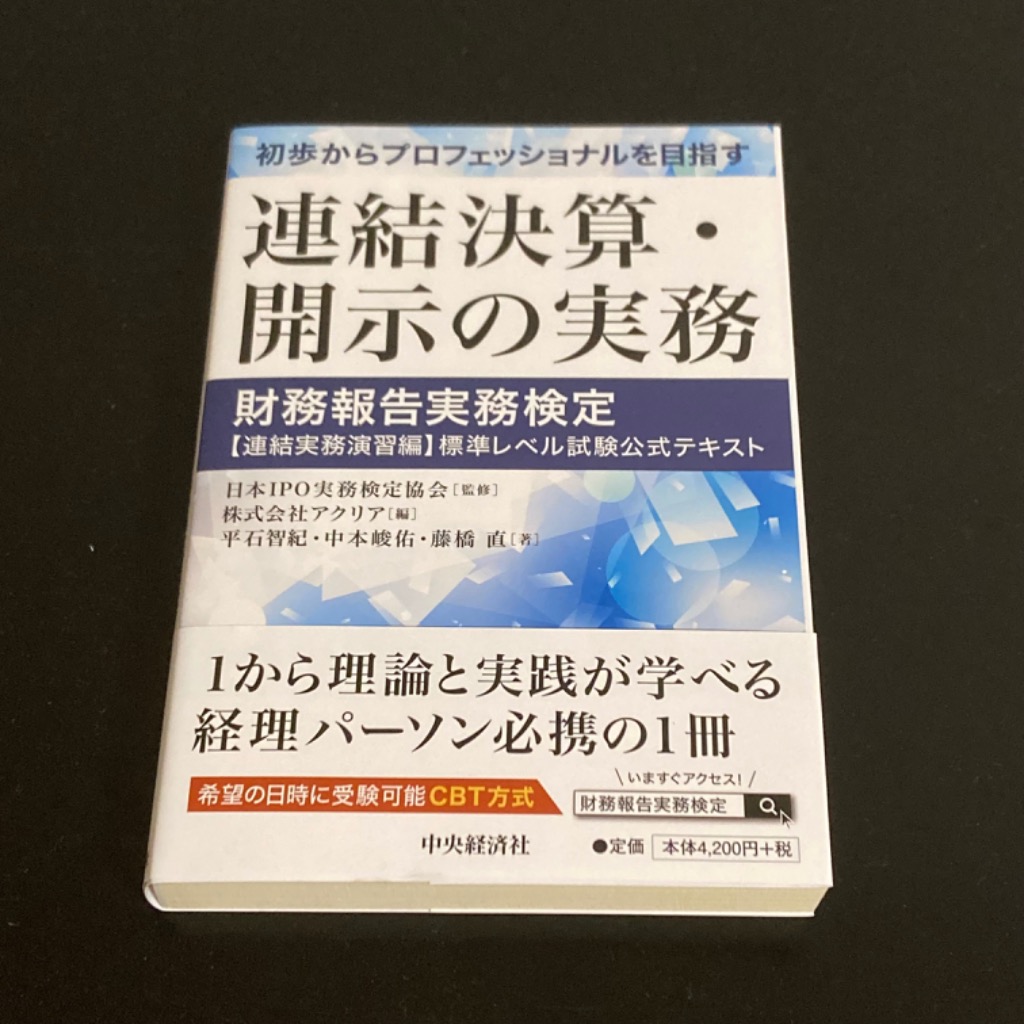 初歩からプロフェッショナルを目指す
連結決算・
開示の実務
財務報告実務検定
【連結実務演習編】標準レベル試験公式テキスト
日本IPO実務検定協会[監修]
株式会社アクリア[編]
平石智紀・中本峻佑・藤橋 直[著]
1から理論と実践が学べる
経理パーソン必携の1冊
\いますぐアクセス!/
希望の日時に受験可能CBT方式
財務報告実務検定
中央経済社
●定価 本体4,200円+税